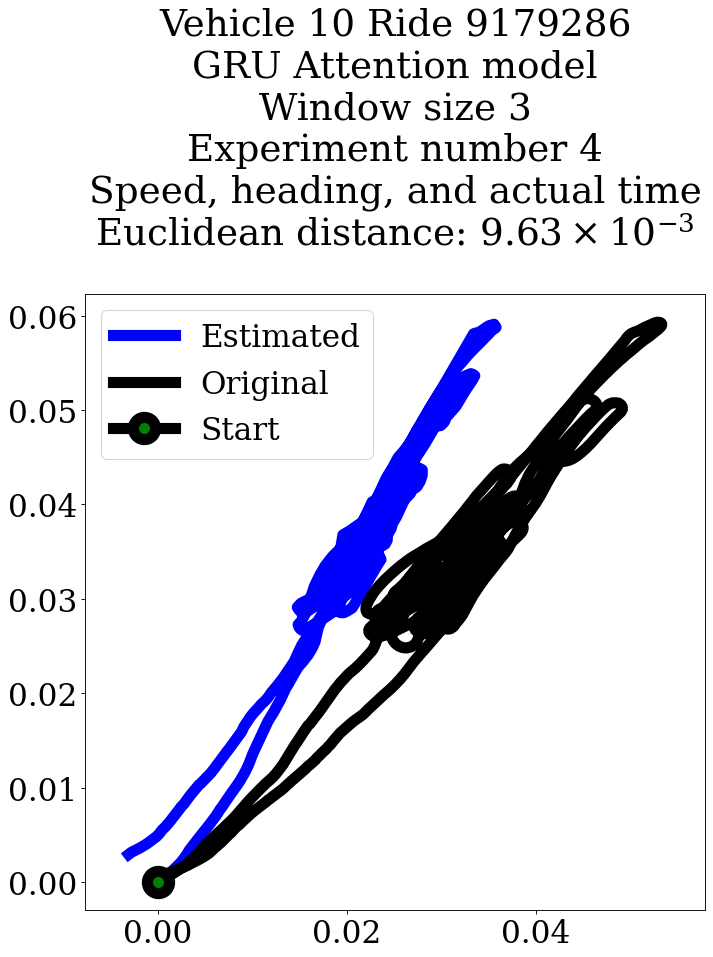 Vehicle 10 Ride 9179286
GRU Attention model
Window size 3
Experiment number 4
Speed, heading, and actual time
Euclidean distance: 9.63 × 10⁻³
0.06
0.05
0.04
0.03
0.02
0.01
0.00
Estimated
Original
Start
0.00 0.02 0.04